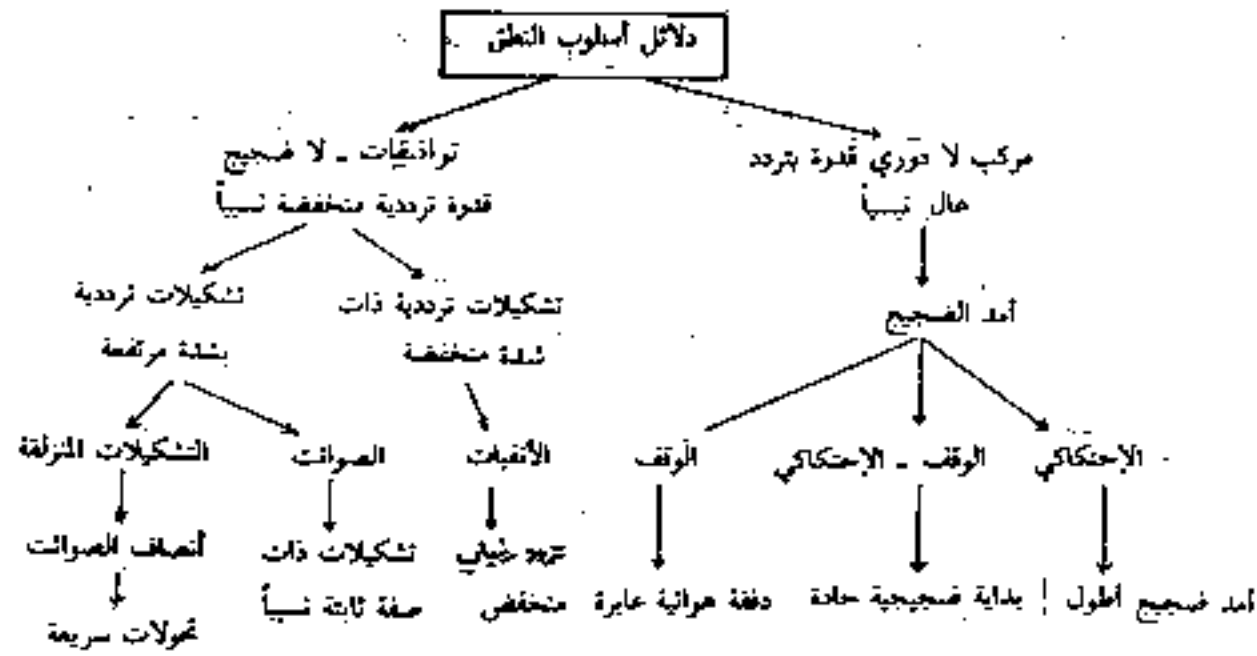 دلائل أسلوب النطق
مركب لا دوري قدرة بتردد
عال نسبياً
توافقيات - لا ضجيج
قدرة ترددية منخفضة نسبياً
أمد الضجيج
تشكيلات ترددية ذات
شدة منخفضة
تشكيلات ترددية
بشدة مرتفعة
الإحتكاكي
الوقف - الإحتكاكي
الوقف
الأنفيات
الصوائت
التشكيلات المنزلقة
أمد ضجيج أطول
بداية ضجيجية حادة
دفقة هوائية عابرة
تردد
منخفض
تشكيلات ذات
صفة ثابتة نسبياً
أنصاف الصوائت
تحولات سريعة